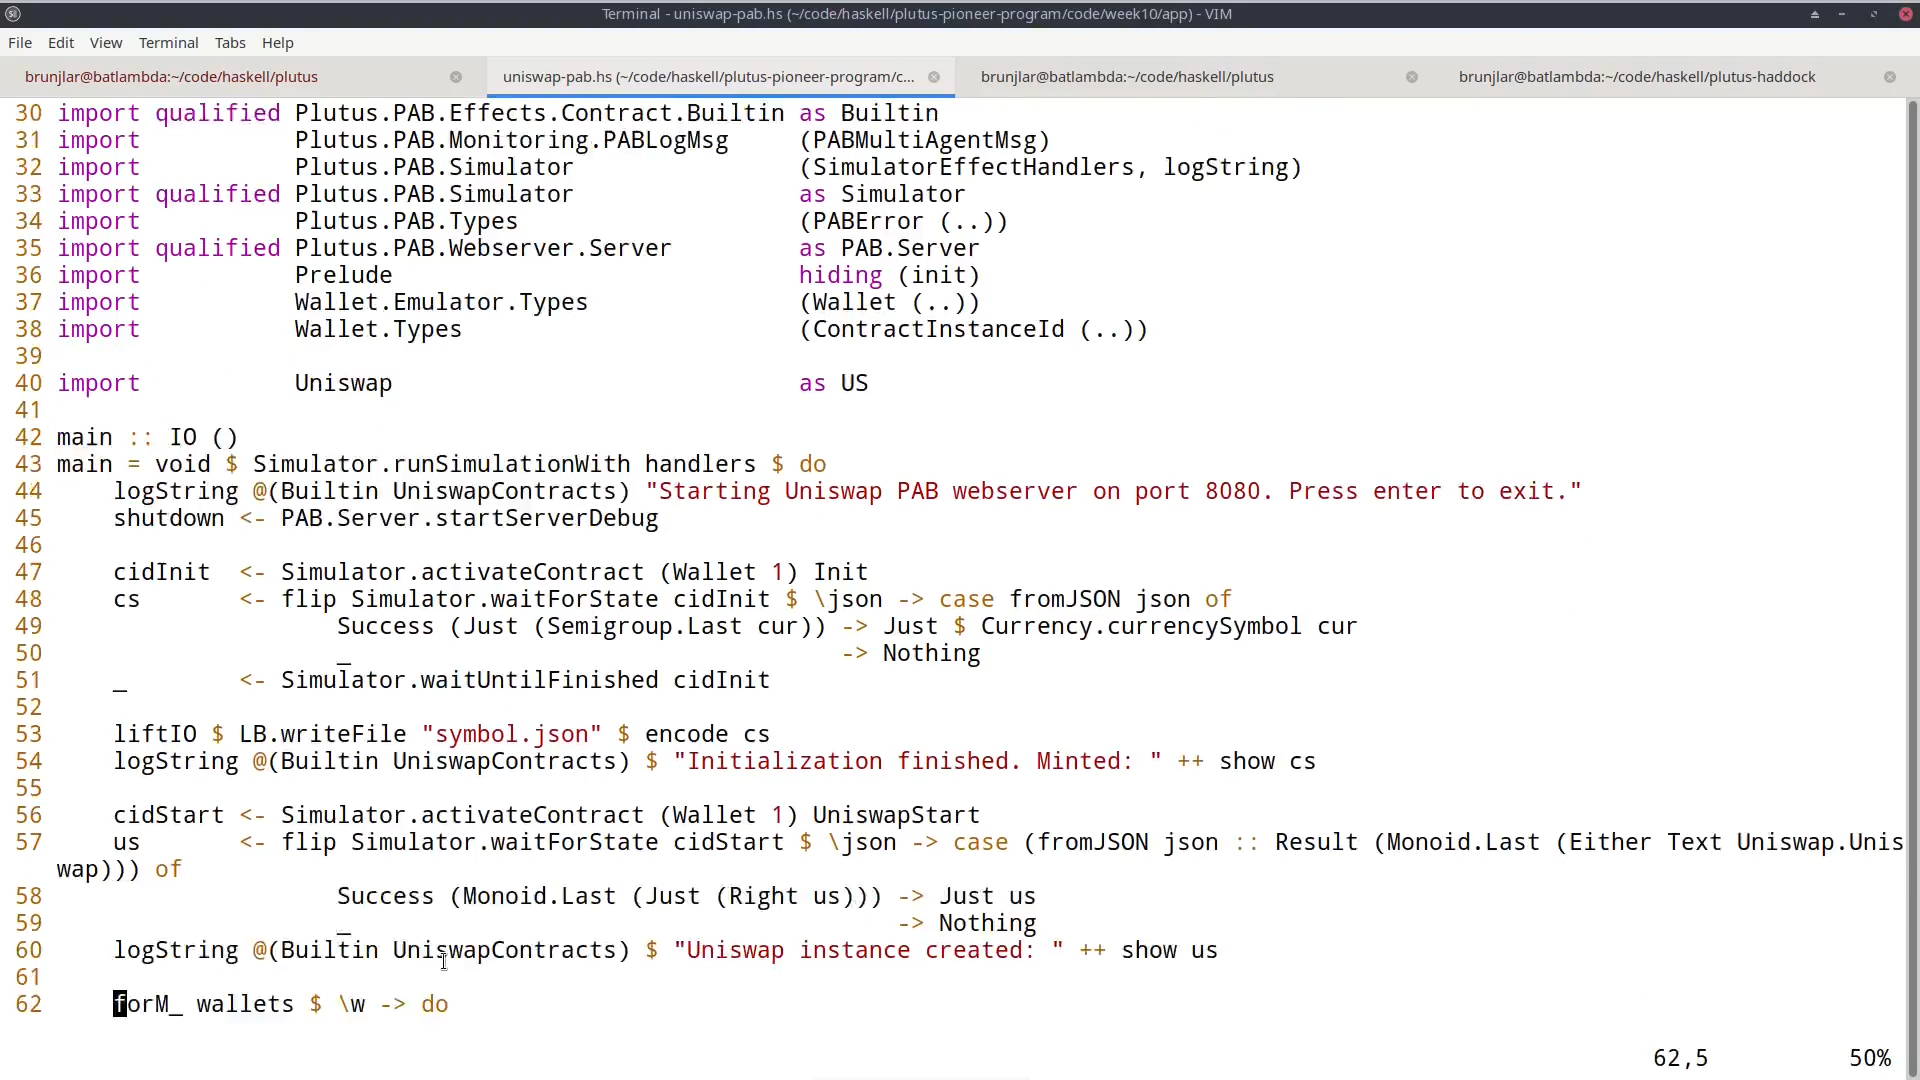 Terminal - uniswap-pab.hs (~/code/haskell/plutus-pioneer-program/code/week10/app) - VIM
File Edit View Terminal Tabs Help
brunjlar@batlambda:~/code/haskell/plutus uniswap-pab.hs (~/code/haskell/plutus-pioneer-program/c... brunjlar@batlambda:~/code/haskell/plutus brunjlar@batlambda:~/code/haskell/plutus-haddock
30 import qualified Plutus.PAB.Effects.Contract.Builtin as Builtin
31 import           Plutus.PAB.Monitoring.PABLogMsg     (PABMultiAgentMsg)
32 import           Plutus.PAB.Simulator                (SimulatorEffectHandlers, logString)
33 import qualified Plutus.PAB.Simulator                as Simulator
34 import           Plutus.PAB.Types                    (PABError (..))
35 import qualified Plutus.PAB.Webserver.Server         as PAB.Server
36 import           Prelude                             hiding (init)
37 import           Wallet.Emulator.Types               (Wallet (..))
38 import           Wallet.Types                        (ContractInstanceId (..))
39
40 import           Uniswap                             as US
41
42 main :: IO ()
43 main = void $ Simulator.runSimulationWith handlers $ do
44     logString @(Builtin UniswapContracts) "Starting Uniswap PAB webserver on port 8080. Press enter to exit."
45     shutdown <- PAB.Server.startServerDebug
46
47     cidInit  <- Simulator.activateContract (Wallet 1) Init
48     cs       <- flip Simulator.waitForState cidInit $ \json -> case fromJSON json of
49                     Success (Just (Semigroup.Last cur)) -> Just $ Currency.currencySymbol cur
50                     _                                   -> Nothing
51     _        <- Simulator.waitUntilFinished cidInit
52
53     liftIO $ LB.writeFile "symbol.json" $ encode cs
54     logString @(Builtin UniswapContracts) $ "Initialization finished. Minted: " ++ show cs
55
56     cidStart <- Simulator.activateContract (Wallet 1) UniswapStart
57     us       <- flip Simulator.waitForState cidStart $ \json -> case (fromJSON json :: Result (Monoid.Last (Either Text Uniswap.Unis
wap))) of
58                     Success (Monoid.Last (Just (Right us))) -> Just us
59                     _                                       -> Nothing
60     logString @(Builtin UniswapContracts) $ "Uniswap instance created: " ++ show us
61
62     forM_ wallets $ \w -> do
62,5 50%